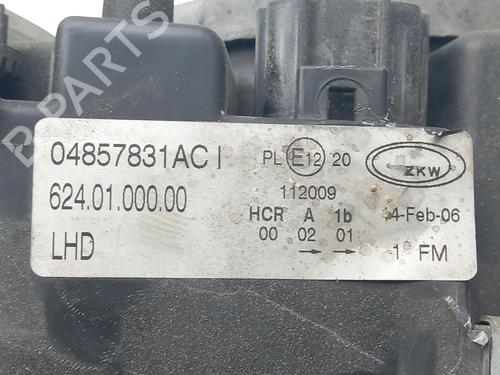 B PARTS
04857831AC I
PL E12 20
ZKW
624.01.000.00
112009
HCR A 1b
4-Feb-06
00 02 01
LHD
→ →
1 FM